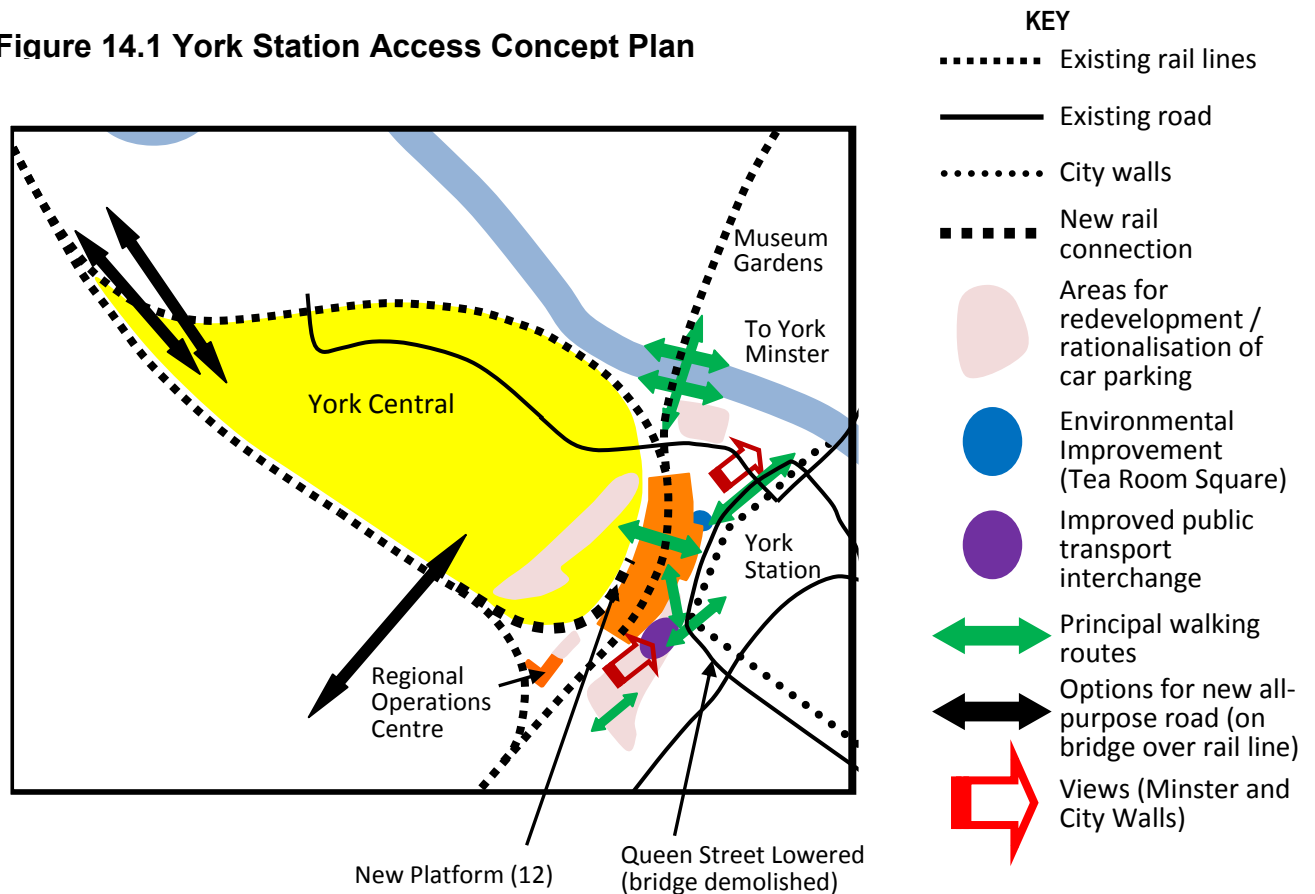 Figure 14.1 York Station Access Concept Plan
Museum
Gardens
To York
Minster
York Central
York
Station
Regional
Operations
Centre
New Platform (12)
Queen Street Lowered
(bridge demolished)
KEY
Existing rail lines
Existing road
City walls
New rail
connection
Areas for
redevelopment /
rationalisation of
car parking
Environmental
Improvement
(Tea Room Square)
Improved public
transport
interchange
Principal walking
routes
Options for new all-
purpose road (on
bridge over rail line)
Views (Minster and
City Walls)